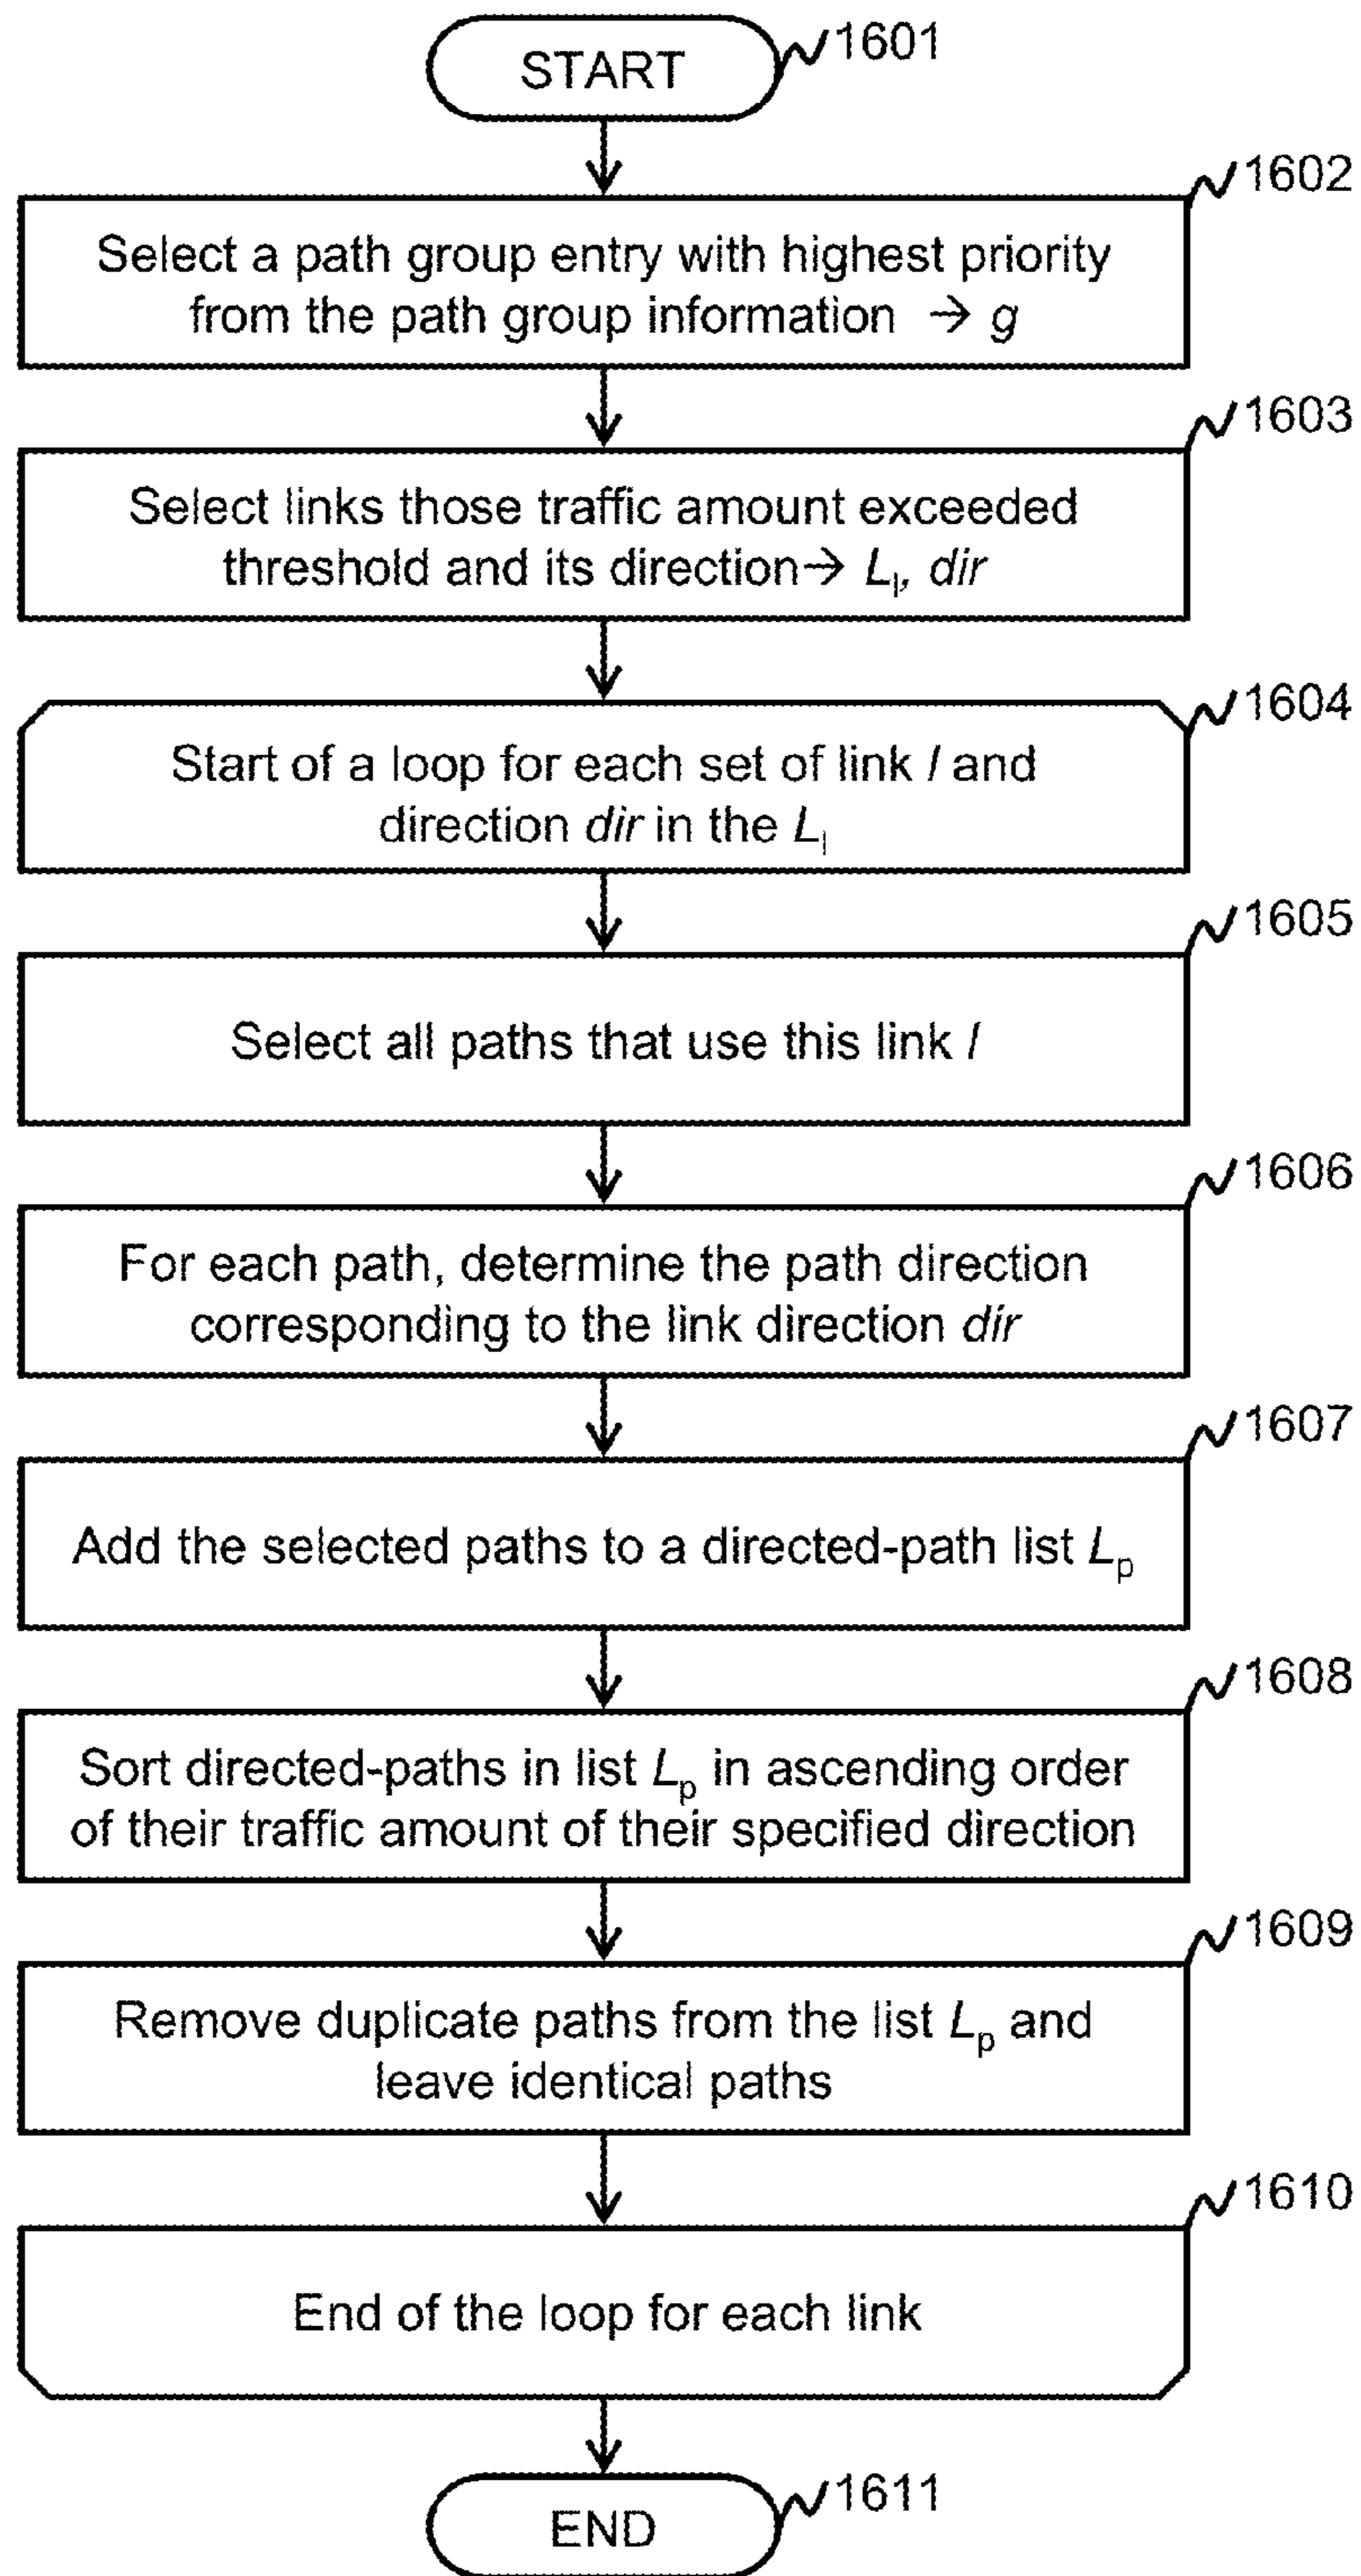 START
1601
1602
Select a path group entry with highest priority
from the path group information → g
1603
Select links those traffic amount exceeded
threshold and its direction→ Ll, dir
1604
Start of a loop for each set of link l and
direction dir in the Ll
1605
Select all paths that use this link l
1606
For each path, determine the path direction
corresponding to the link direction dir
1607
Add the selected paths to a directed-path list Lp
1608
Sort directed-paths in list Lp in ascending order
of their traffic amount of their specified direction
1609
Remove duplicate paths from the list Lp and
leave identical paths
1610
End of the loop for each link
1611
END